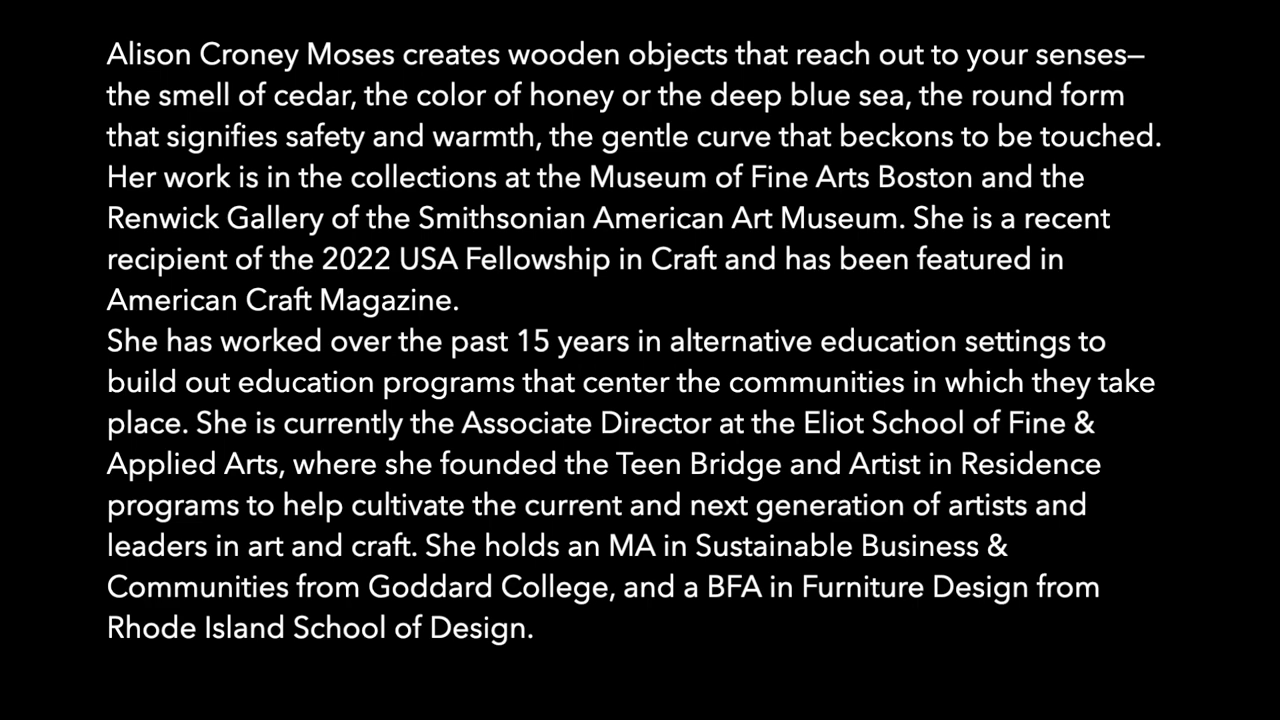 Alison Croney Moses creates wooden objects that reach out to your senses—
the smell of cedar, the color of honey or the deep blue sea, the round form
that signifies safety and warmth, the gentle curve that beckons to be touched.
Her work is in the collections at the Museum of Fine Arts Boston and the
Renwick Gallery of the Smithsonian American Art Museum. She is a recent
recipient of the 2022 USA Fellowship in Craft and has been featured in
American Craft Magazine.
She has worked over the past 15 years in alternative education settings to
build out education programs that center the communities in which they take
place. She is currently the Associate Director at the Eliot School of Fine &
Applied Arts, where she founded the Teen Bridge and Artist in Residence
programs to help cultivate the current and next generation of artists and
leaders in art and craft. She holds an MA in Sustainable Business &
Communities from Goddard College, and a BFA in Furniture Design from
Rhode Island School of Design.